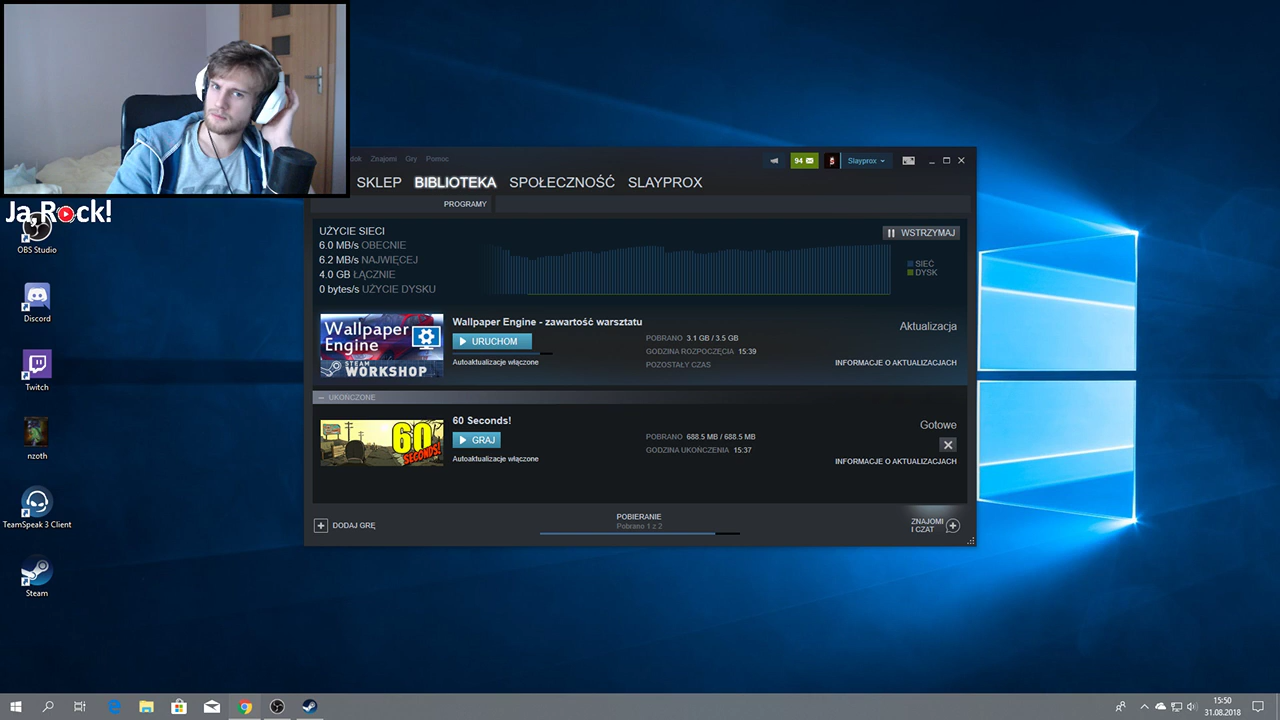 dok Znajomi Gry Pomoc
94
Slayprox
SKLEP BIBLIOTEKA SPOŁECZNOŚĆ SLAYPROX
PROGRAMY
Ja,Rock!
OBS Studio
Discord
Twitch
nzoth
TeamSpeak 3 Client
Steam
UŻYCIE SIECI
6.0 MB/s OBECNIE
6.2 MB/s NAJWIĘCEJ
4.0 GB ŁĄCZNIE
0 bytes/s UŻYCIE DYSKU
WSTRZYMAJ
SIEĆ
DYSK
Wallpaper
Engine
STEAM
WORKSHOP
Wallpaper Engine - zawartość warsztatu
URUCHOM
Autoaktualizacje włączone
POBRANO 3.1 GB / 3.5 GB
GODZINA ROZPOCZĘCIA 15:39
POZOSTAŁY CZAS
Aktualizacja
INFORMACJE O AKTUALIZACJACH
UKOŃCZONE
60
SECONDS!
60 Seconds!
GRAJ
Autoaktualizacje włączone
POBRANO 688.5 MB / 688.5 MB
GODZINA UKOŃCZENIA 15:37
Gotowe
INFORMACJE O AKTUALIZACJACH
DODAJ GRĘ
POBIERANIE
Pobrano 1 z 2
ZNAJOMI
I CZAT
15:50
31.08.2018